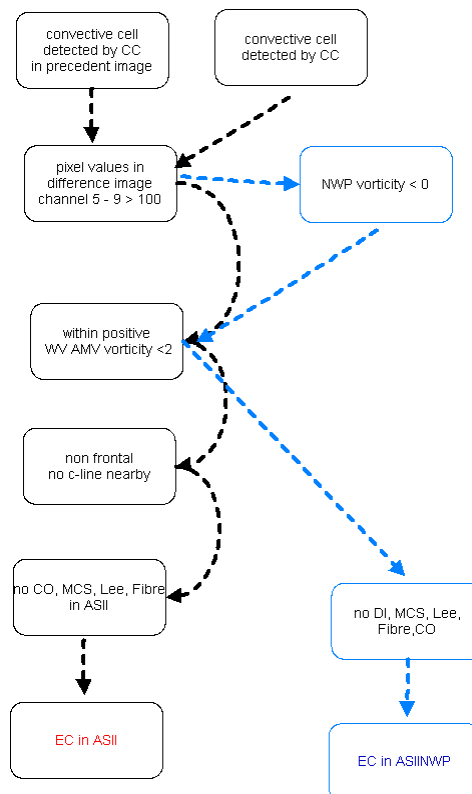 convective cell
detected by CC
in precedent image
convective cell
detected by CC
pixel values in
difference image
channel 5 - 9 > 100
NWP vorticity < 0
within positive
WV AMV vorticity <2
non frontal
no c-line nearby
no CO, MCS, Lee, Fibre
in ASII
no DI, MCS, Lee,
Fibre,CO
EC in ASII
EC in ASIINWP